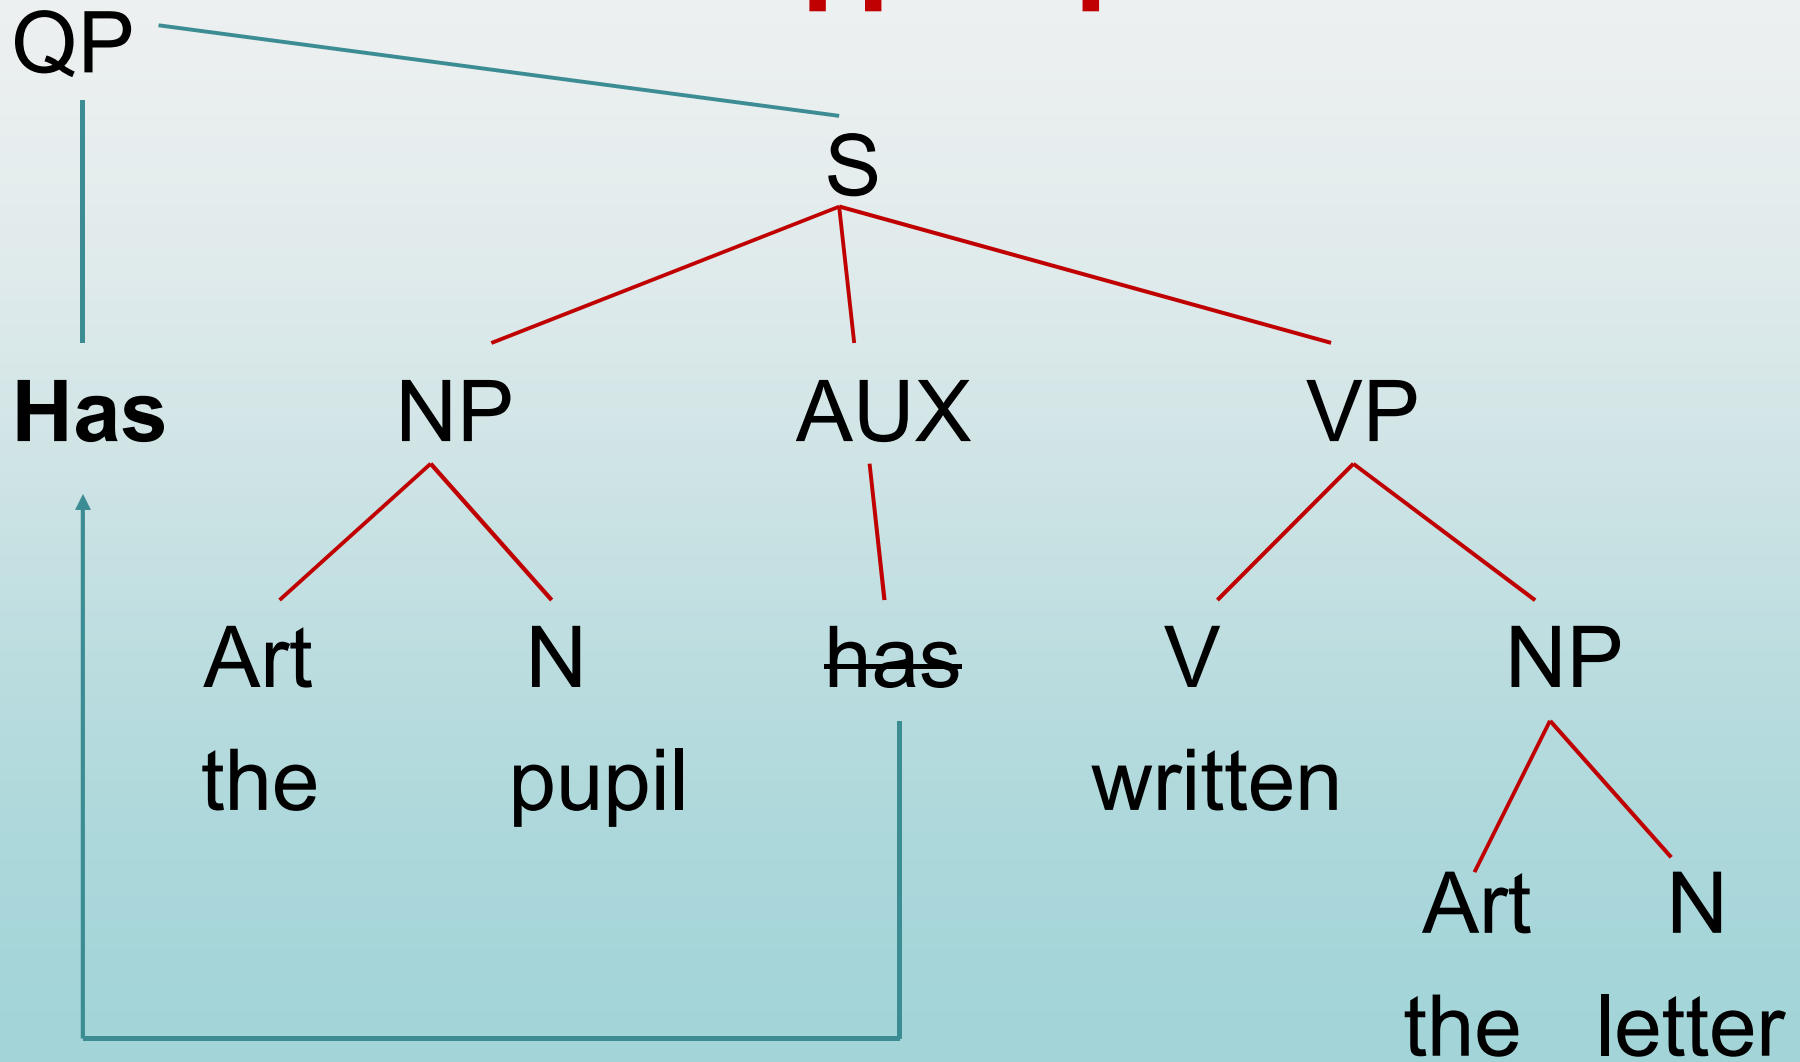 QP
S
Has NP AUX VP
Art N has V NP
the pupil written
Art N
the letter